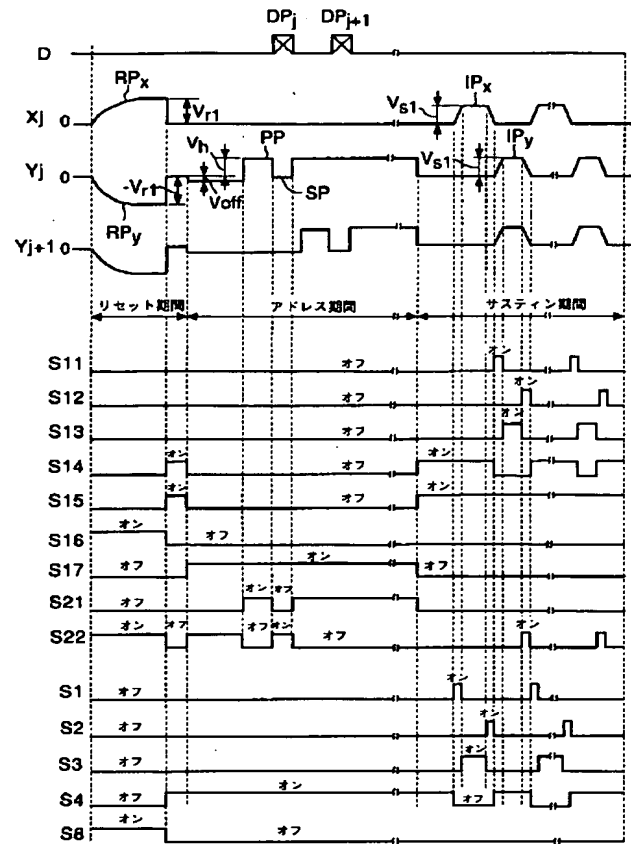 DPj DPj+1
D
RPx IPx
Xj 0 Vr1 Vs1
Vh PP IPy
Yj 0 Vs1
-Vr1 Voff SP
RPy
Yj+1 0
リセット期間 アドレス期間 サスティン期間
S11 オフ オン
S12 オフ オン
S13 オフ オン
S14 オン オフ オン
S15 オン オフ オン
S16 オン オフ
S17 オフ オン オフ
S21 オフ オン オフ
S22 オン オフ オフ オン オフ オン
S1 オフ オン
S2 オフ オン
S3 オフ オン
S4 オフ オン オフ
S8 オン オフ